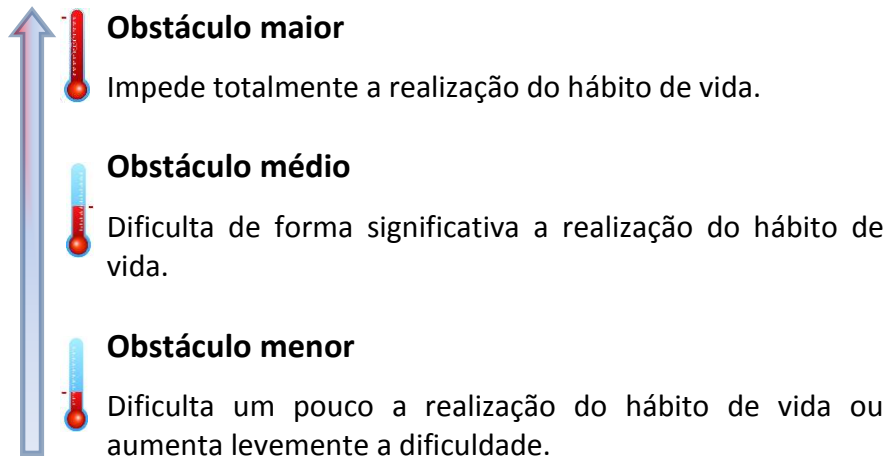 Obstáculo maior
Impede totalmente a realização do hábito de vida.
Obstáculo médio
Dificulta de forma significativa a realização do hábito de
vida.
Obstáculo menor
Dificulta um pouco a realização do hábito de vida ou
aumenta levemente a dificuldade.